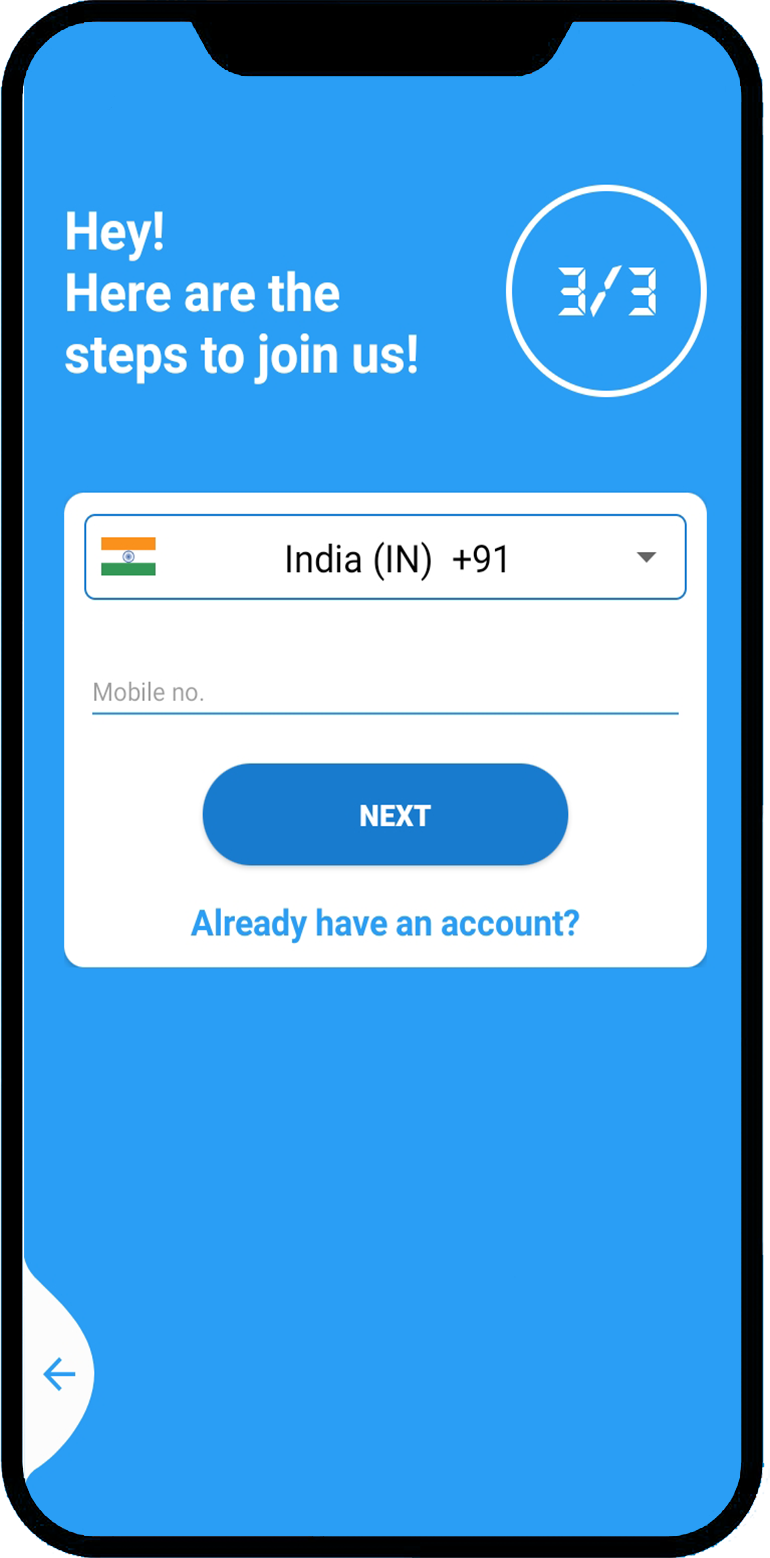 Hey!
Here are the
steps to join us!
3/3
India (IN) +91
Mobile no.
NEXT
Already have an account?